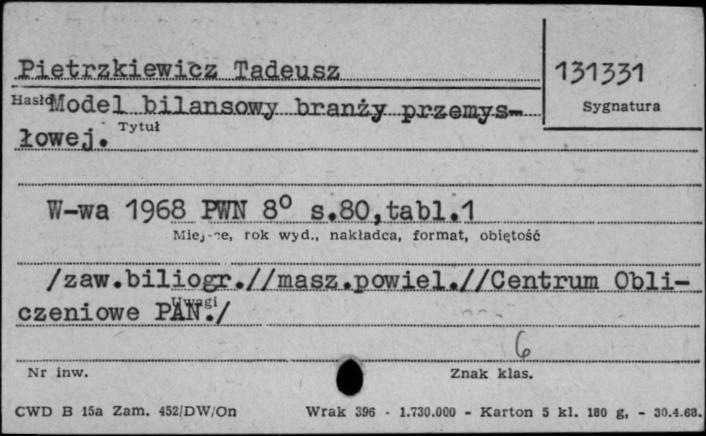 Pietrzkiewicz Tadeusz
131331
Hasło
Sygnatura
Model bilansowy branży przemys-
Tytuł
łowej.
W-wa 1968 PWN 8° s.80,tabl.1
Miejsce, rok wyd., nakładca, format, objętość
/zaw.biliogr.//masz.powiel.//Centrum Obli-
Uwagi
czeniowe PAN./
6
Nr inw.
Znak klas.
CWD B 15a Zam. 452/DW/On
Wrak 396 - 1.730.000 - Karton 5 kl. 180 g. - 30.4.68.